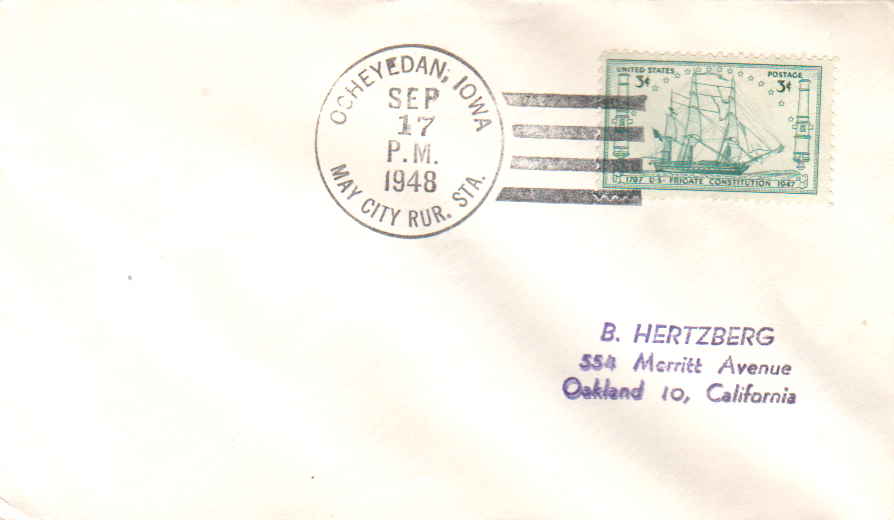 OCHEYEDAN, IOWA
SEP
17
P.M.
1948
MAY CITY RUR. STA.
UNITED STATES POSTAGE
3¢ 3¢
1797 U.S. FRIGATE CONSTITUTION 1947
B. HERTZBERG
554 Merritt Avenue
Oakland 10, California